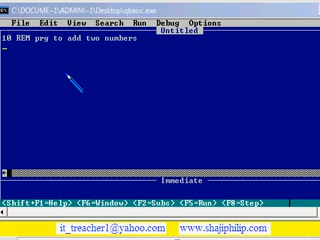 C:\DOCUME~1\ADMINI~1\Desktop\qbasic.exe
File Edit View Search Run Debug Options
Untitled
10 REM prg to add two numbers
Immediate
<Shift+F1=Help> <F6=Window> <F2=Subs> <F5=Run> <F8=Step>
it_treacher1@yahoo.com www.shajiphilip.com